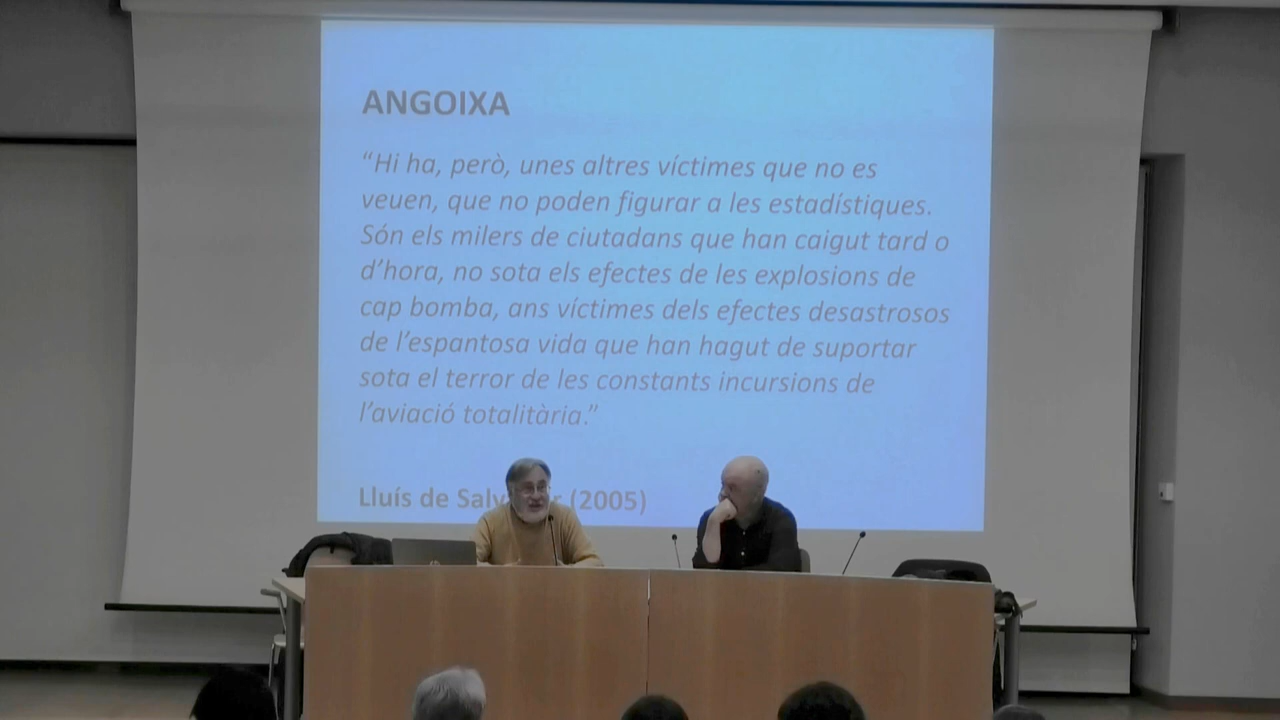 ANGOIXA
“Hi ha, però, unes altres víctimes que no es
veuen, que no poden figurar a les estadístiques.
Són els milers de ciutadans que han caigut tard o
d’hora, no sota els efectes de les explosions de
cap bomba, ans víctimes dels efectes desastrosos
de l’espantosa vida que han hagut de suportar
sota el terror de les constants incursions de
l’aviació totalitària.”
Lluís de (2005)